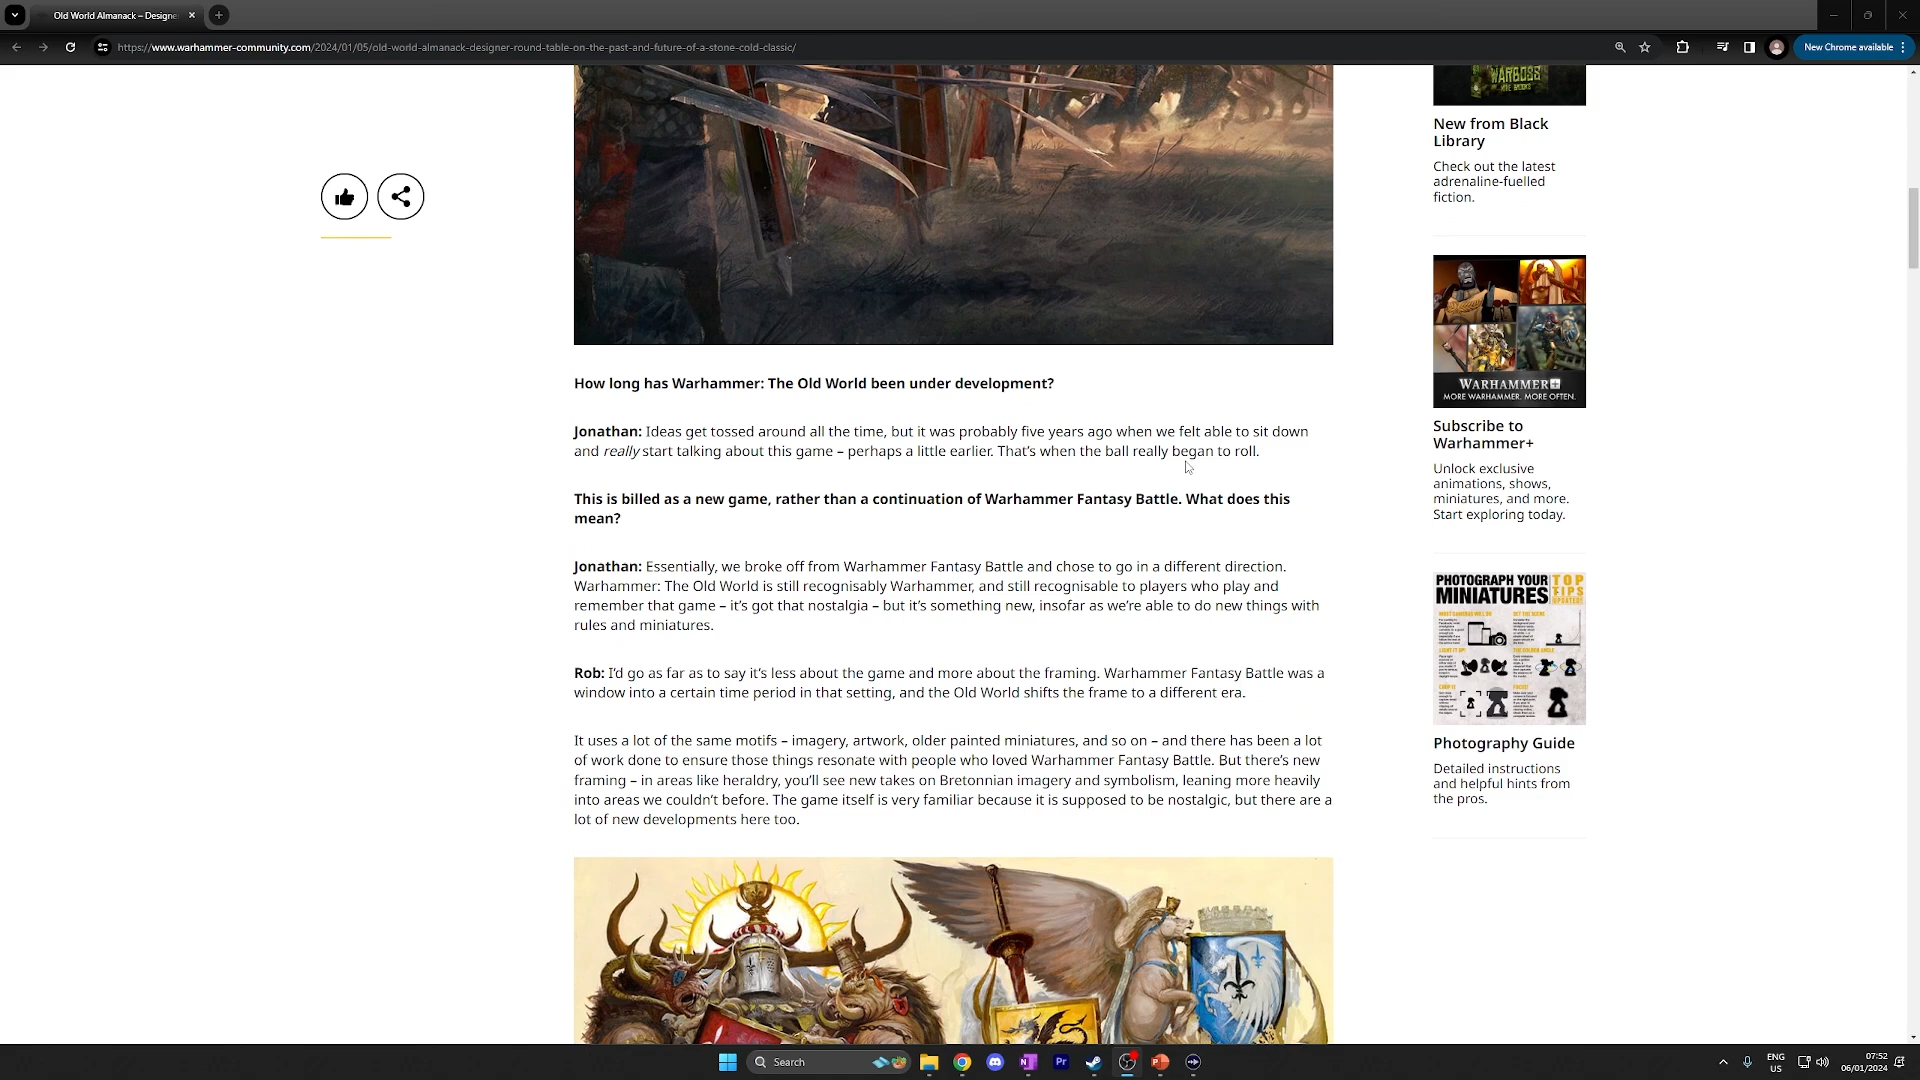 Old World Almanack – Designe
https://www.warhammer-community.com/2024/01/05/old-world-almanack-designer-round-table-on-the-past-and-future-of-a-stone-cold-classic/
New Chrome available
WARBOSS
MIKE BROOKS
New from Black
Library
Check out the latest
adrenaline-fuelled
fiction.
How long has Warhammer: The Old World been under development?
Jonathan: Ideas get tossed around all the time, but it was probably five years ago when we felt able to sit down
and really start talking about this game – perhaps a little earlier. That’s when the ball really began to roll.
This is billed as a new game, rather than a continuation of Warhammer Fantasy Battle. What does this
mean?
Jonathan: Essentially, we broke off from Warhammer Fantasy Battle and chose to go in a different direction.
Warhammer: The Old World is still recognisably Warhammer, and still recognisable to players who play and
remember that game – it’s got that nostalgia – but it’s something new, insofar as we’re able to do new things with
rules and miniatures.
Rob: I’d go as far as to say it’s less about the game and more about the framing. Warhammer Fantasy Battle was a
window into a certain time period in that setting, and the Old World shifts the frame to a different era.
It uses a lot of the same motifs – imagery, artwork, older painted miniatures, and so on – and there has been a lot
of work done to ensure those things resonate with people who loved Warhammer Fantasy Battle. But there’s new
framing – in areas like heraldry, you’ll see new takes on Bretonnian imagery and symbolism, leaning more heavily
into areas we couldn’t before. The game itself is very familiar because it is supposed to be nostalgic, but there are a
lot of new developments here too.
WARHAMMER+
MORE WARHAMMER. MORE OFTEN.
Subscribe to
Warhammer+
Unlock exclusive
animations, shows,
miniatures, and more.
Start exploring today.
PHOTOGRAPH YOUR
MINIATURES
TOP
TIPS
UPDATED!
Photography Guide
Detailed instructions
and helpful hints from
the pros.
Search
Pr
ENG
US
07:52
06/01/2024